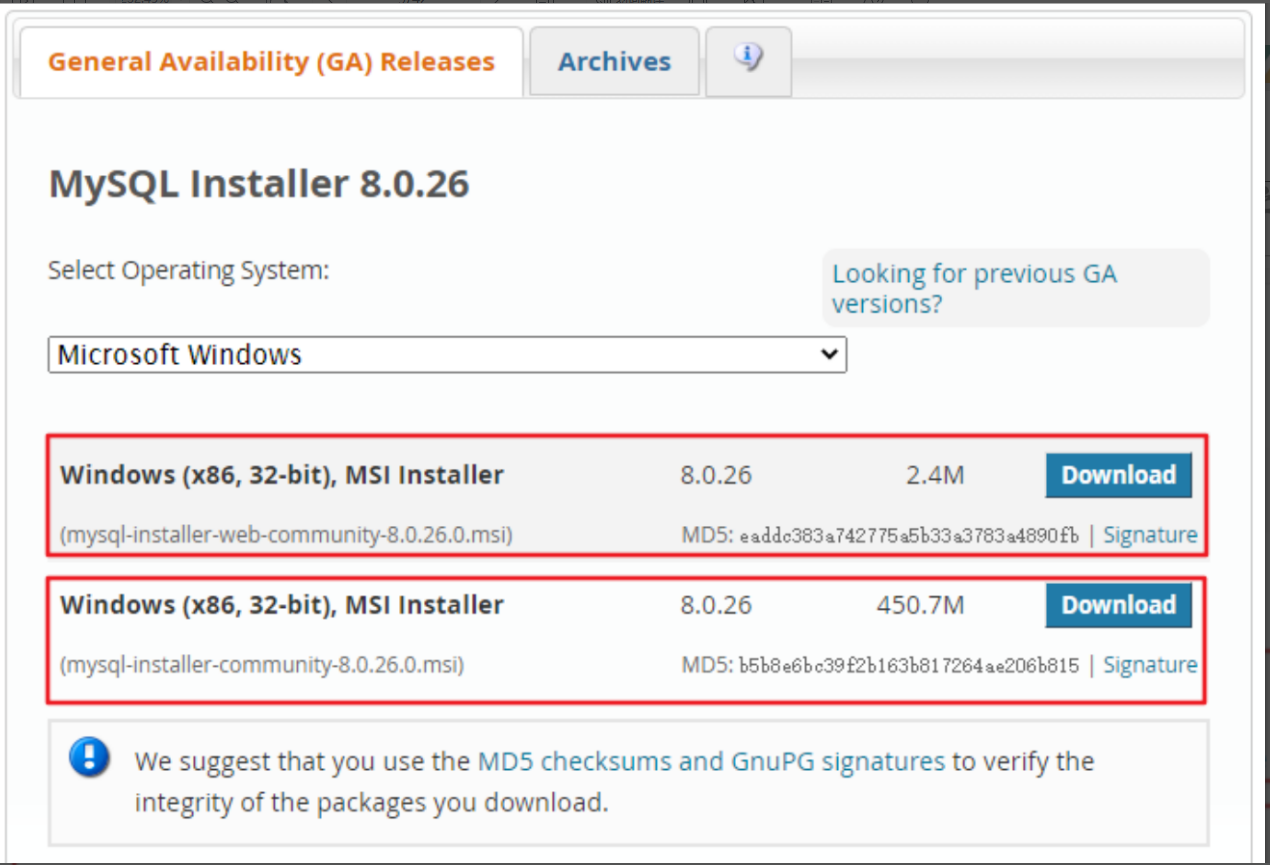 General Availability (GA) Releases
Archives
MySQL Installer 8.0.26
Select Operating System:
Looking for previous GA
versions?
Microsoft Windows
Windows (x86, 32-bit), MSI Installer 8.0.26 2.4M Download
(mysql-installer-web-community-8.0.26.0.msi) MD5: eaddc383a742775a5b33a3783a4890fb | Signature
Windows (x86, 32-bit), MSI Installer 8.0.26 450.7M Download
(mysql-installer-community-8.0.26.0.msi) MD5: b5b8e6bc39f2b163b817264ae206b815 | Signature
We suggest that you use the MD5 checksums and GnuPG signatures to verify the
integrity of the packages you download.